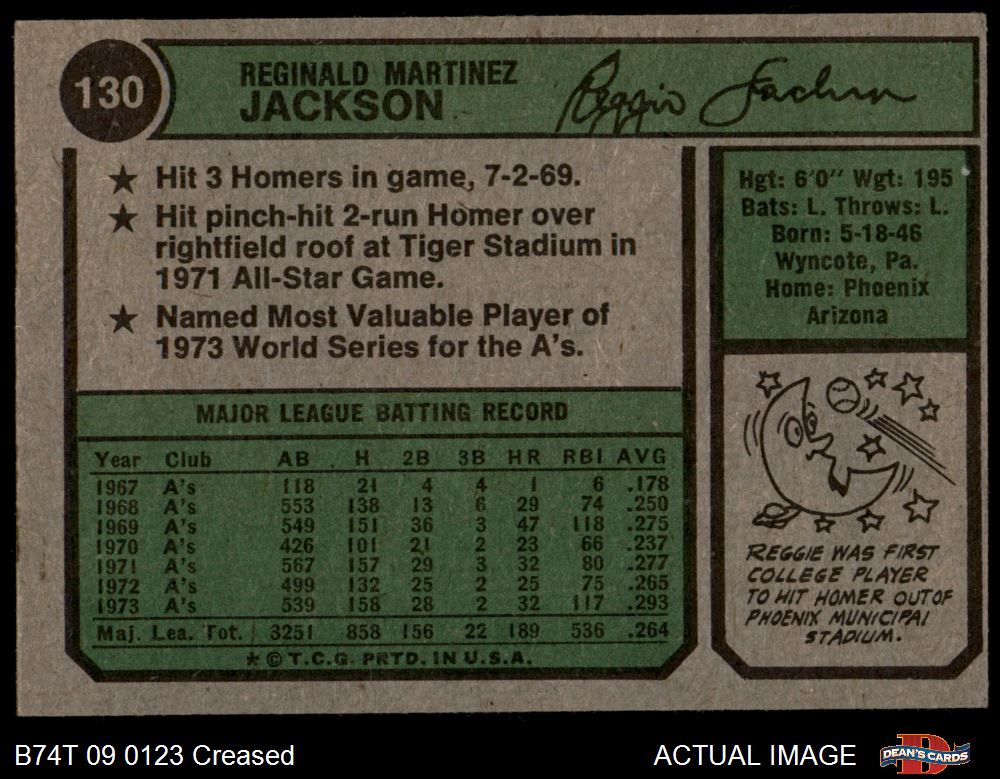 130
REGINALD MARTINEZ
JACKSON
Reggie Jackson
★ Hit 3 Homers in game, 7-2-69.
★ Hit pinch-hit 2-run Homer over
rightfield roof at Tiger Stadium in
1971 All-Star Game.
★ Named Most Valuable Player of
1973 World Series for the A's.
Hgt: 6'0" Wgt: 195
Bats: L. Throws: L.
Born: 5-18-46
Wyncote, Pa.
Home: Phoenix
Arizona
MAJOR LEAGUE BATTING RECORD
Year Club AB H 2B 3B HR RBI AVG
1967 A's 118 21 4 4 1 6 .178
1968 A's 553 138 13 6 29 74 .250
1969 A's 549 151 36 3 47 118 .275
1970 A's 426 101 21 2 23 66 .237
1971 A's 567 157 29 3 32 80 .277
1972 A's 499 132 25 2 25 75 .265
1973 A's 539 158 28 2 32 117 .293
Maj. Lea. Tot. 3251 858 156 22 189 536 .264
* © T.C.G. PRTD. IN U.S.A.
REGGIE WAS FIRST
COLLEGE PLAYER
TO HIT HOMER OUT OF
PHOENIX MUNICIPAL
STADIUM.
B74T 09 0123 Creased
ACTUAL IMAGE
DEAN'S CARDS